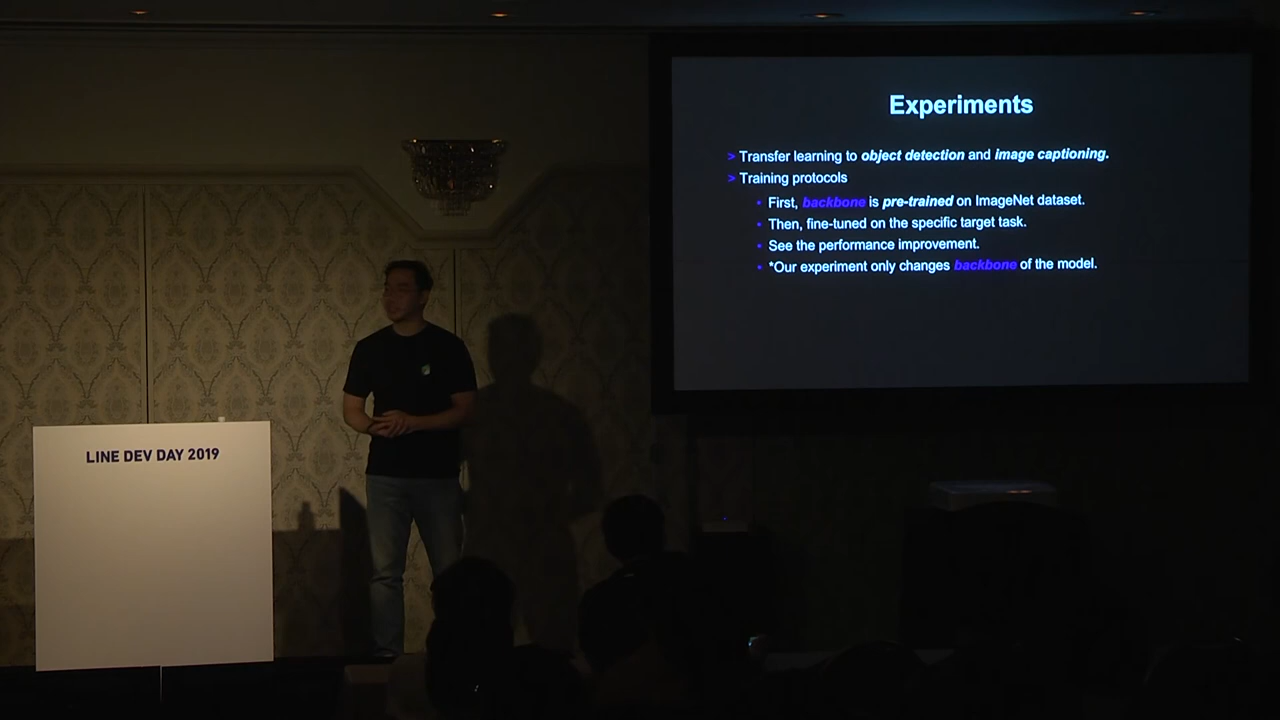 Experiments
> Transfer learning to object detection and image captioning.
> Training protocols
• First, backbone is pre-trained on ImageNet dataset.
• Then, fine-tuned on the specific target task.
• See the performance improvement.
• *Our experiment only changes backbone of the model.
LINE DEV DAY 2019